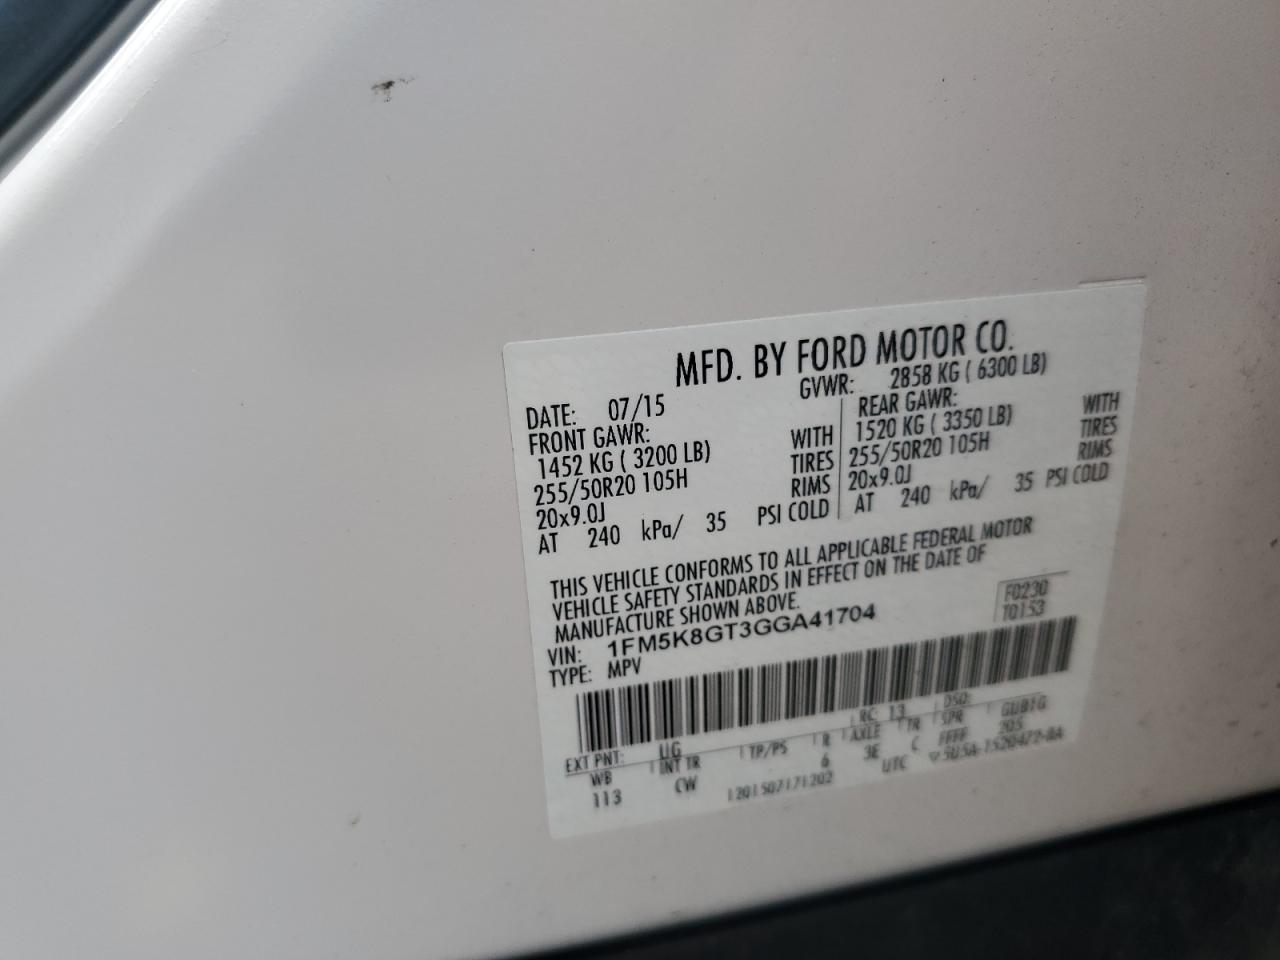 MFD. BY FORD MOTOR CO.
DATE: 07/15 GVWR: 2858 KG ( 6300 LB)
FRONT GAWR: REAR GAWR:
1452 KG ( 3200 LB) WITH 1520 KG ( 3350 LB) WITH
255/50R20 105H TIRES 255/50R20 105H TIRES
20x9.0J RIMS 20x9.0J RIMS
AT 240 kPa/ 35 PSI COLD AT 240 kPa/ 35 PSI COLD
THIS VEHICLE CONFORMS TO ALL APPLICABLE FEDERAL MOTOR
VEHICLE SAFETY STANDARDS IN EFFECT ON THE DATE OF
MANUFACTURE SHOWN ABOVE.
F0230
T0153
VIN: 1FM5K8GT3GGA41704
TYPE: MPV
EXT PNT: UG RC: 13 DSO: GUB1G
WB INT TR TP/PS R AXLE TR SPR
113 CW 6 3E C FFFF 205
1201507171202 UTC 5U5A-1520472-BA